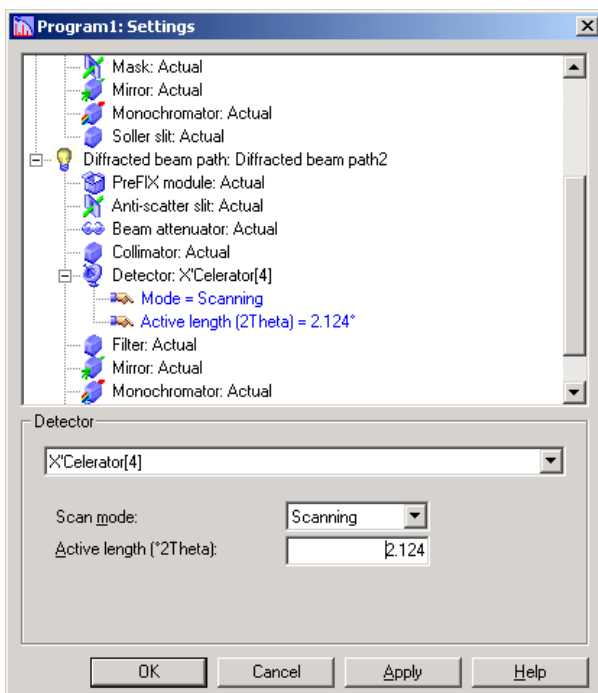 Program1: Settings
Mask: Actual
Mirror: Actual
Monochromator: Actual
Soller slit: Actual
Diffracted beam path: Diffracted beam path2
PreFIX module: Actual
Anti-scatter slit: Actual
Beam attenuator: Actual
Collimator: Actual
Detector: X'Celerator[4]
Mode = Scanning
Active length (2Theta) = 2.124°
Filter: Actual
Mirror: Actual
Monochromator: Actual
Detector
X'Celerator[4]
Scan mode: Scanning
Active length (°2Theta): 2.124
OK Cancel Apply Help